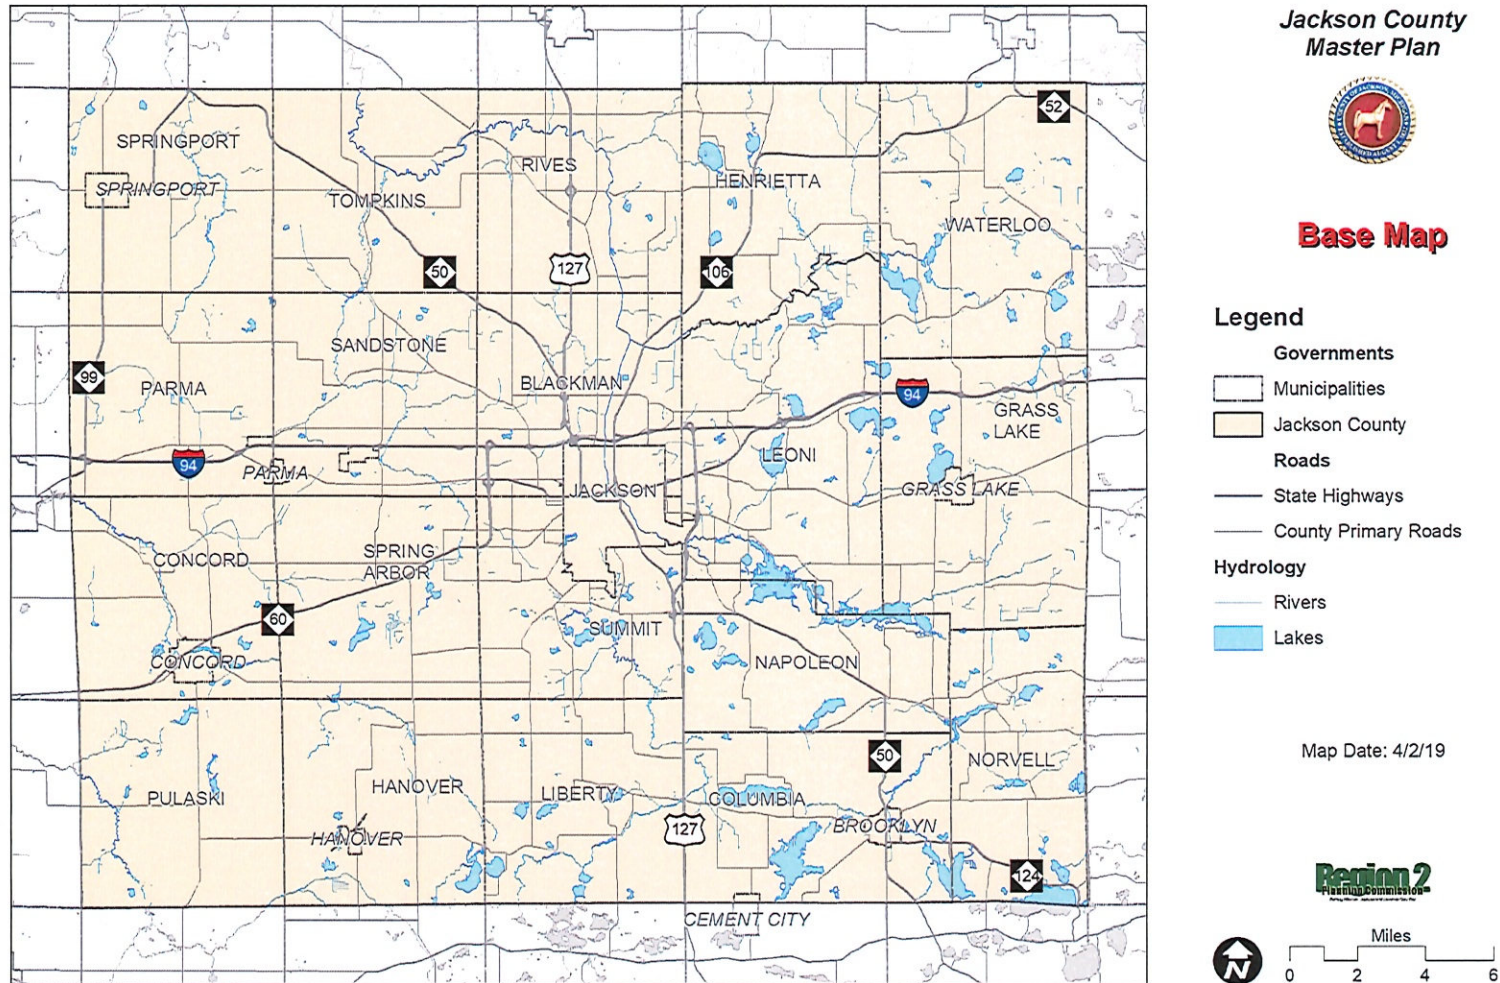 Jackson County
Master Plan
Base Map
Legend
Governments
Municipalities
Jackson County
Roads
State Highways
County Primary Roads
Hydrology
Rivers
Lakes
Map Date: 4/2/19
Region 2
Planning Commission
N
Miles
0 2 4 6
52
SPRINGPORT
RIVES
HENRIETTA
SPRINGPORT
TOMPKINS
WATERLOO
50
127
106
SANDSTONE
99
PARMA
BLACKMAN
94
GRASS
LAKE
94
PARMA
LEONI
JACKSON
GRASS LAKE
CONCORD
SPRING
ARBOR
60
SUMMIT
CONCORD
NAPOLEON
50
NORVELL
PULASKI
HANOVER
LIBERTY
COLUMBIA
HANOVER
127
BROOKLYN
124
CEMENT CITY